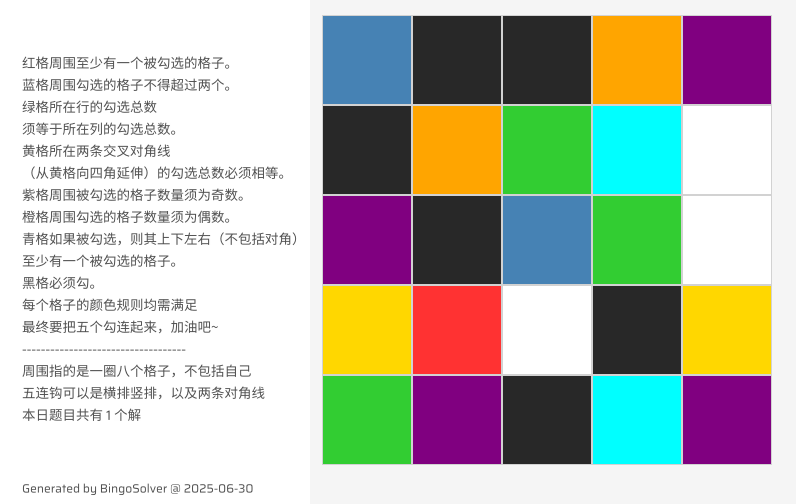 红格周围至少有一个被勾选的格子。
蓝格周围勾选的格子不得超过两个。
绿格所在行的勾选总数
须等于所在列的勾选总数。
黄格所在两条交叉对角线
（从黄格向四角延伸）的勾选总数必须相等。
紫格周围被勾选的格子数量须为奇数。
橙格周围勾选的格子数量须为偶数。
青格如果被勾选，则其上下左右（不包括对角）
至少有一个被勾选的格子。
黑格必须勾。
每个格子的颜色规则均需满足
最终要把五个勾连起来，加油吧~
-----------------------------------
周围指的是一圈八个格子，不包括自己
五连钩可以是横排竖排，以及两条对角线
本日题目共有1个解
Generated by BingoSolver @ 2025-06-30